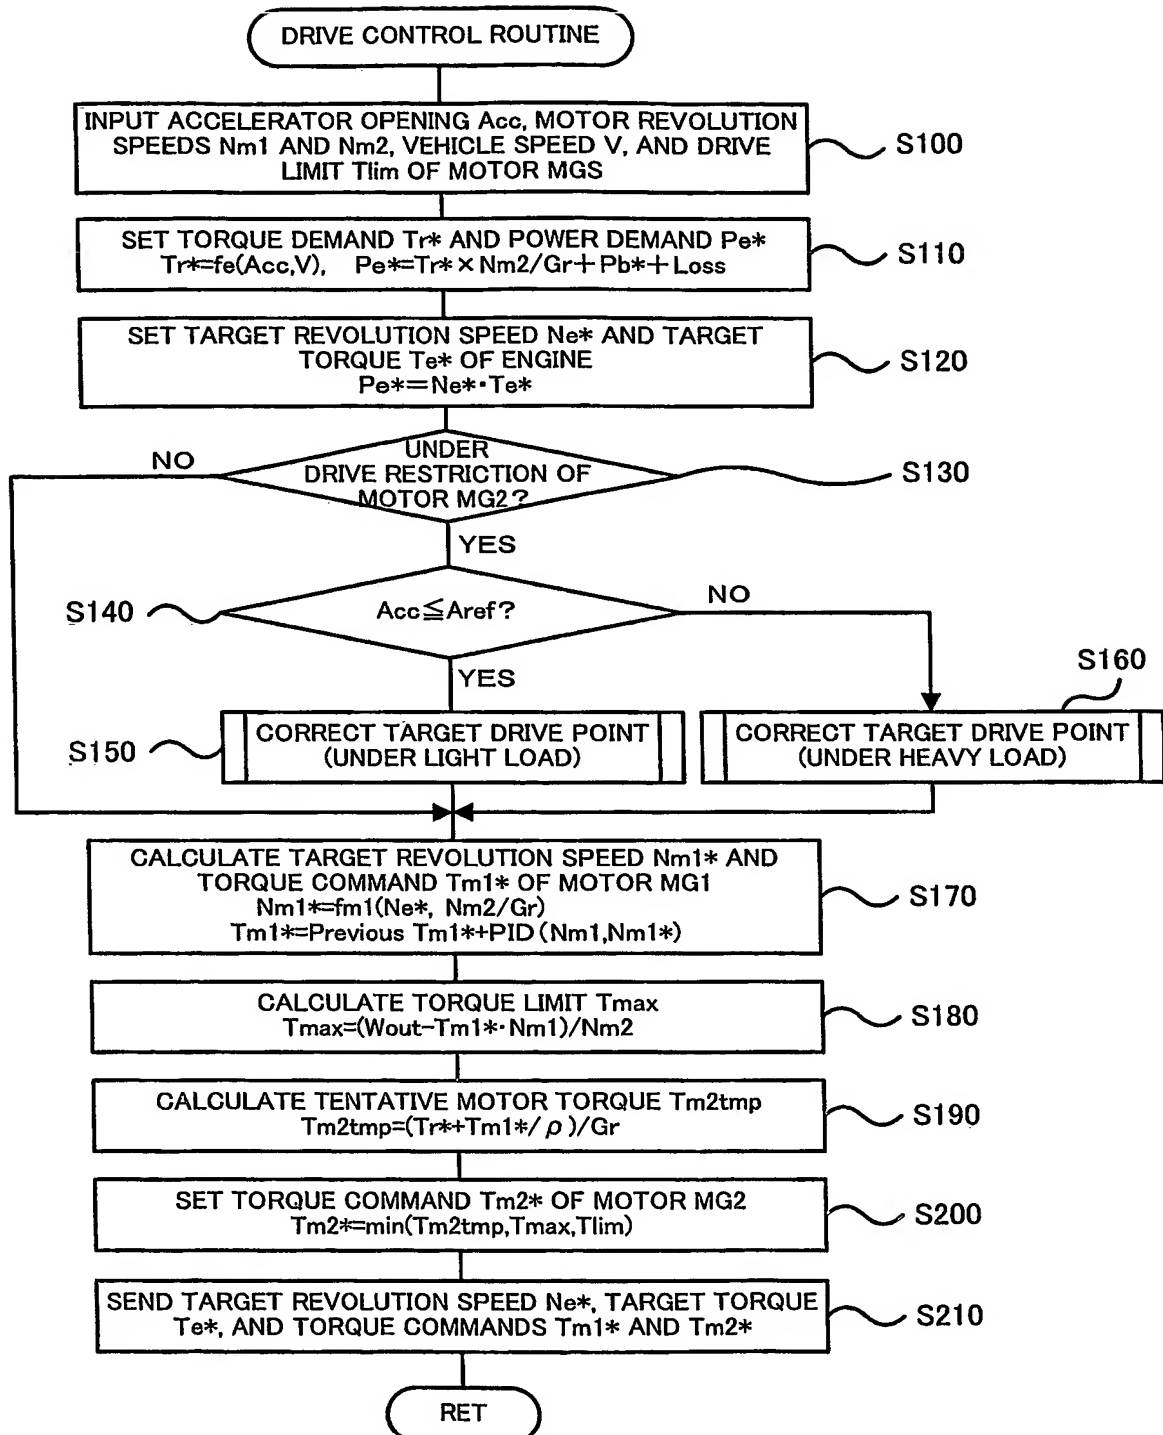 DRIVE CONTROL ROUTINE
INPUT ACCELERATOR OPENING Acc, MOTOR REVOLUTION
SPEEDS Nm1 AND Nm2, VEHICLE SPEED V, AND DRIVE
LIMIT Tlim OF MOTOR MGS
S100
SET TORQUE DEMAND Tr* AND POWER DEMAND Pe*
Tr*=fe(Acc,V), Pe*=Tr*×Nm2/Gr+Pb*+Loss
S110
SET TARGET REVOLUTION SPEED Ne* AND TARGET
TORQUE Te* OF ENGINE
Pe*=Ne*·Te*
S120
UNDER
DRIVE RESTRICTION OF
MOTOR MG2?
NO
S130
YES
S140
Acc≦Aref?
NO
YES
S160
S150
CORRECT TARGET DRIVE POINT
(UNDER LIGHT LOAD)
CORRECT TARGET DRIVE POINT
(UNDER HEAVY LOAD)
CALCULATE TARGET REVOLUTION SPEED Nm1* AND
TORQUE COMMAND Tm1* OF MOTOR MG1
Nm1*=fm1(Ne*, Nm2/Gr)
Tm1*=Previous Tm1*+PID(Nm1,Nm1*)
S170
CALCULATE TORQUE LIMIT Tmax
Tmax=(Wout-Tm1*·Nm1)/Nm2
S180
CALCULATE TENTATIVE MOTOR TORQUE Tm2tmp
Tm2tmp=(Tr*+Tm1*/ρ)/Gr
S190
SET TORQUE COMMAND Tm2* OF MOTOR MG2
Tm2*=min(Tm2tmp,Tmax,Tlim)
S200
SEND TARGET REVOLUTION SPEED Ne*, TARGET TORQUE
Te*, AND TORQUE COMMANDS Tm1* AND Tm2*
S210
RET